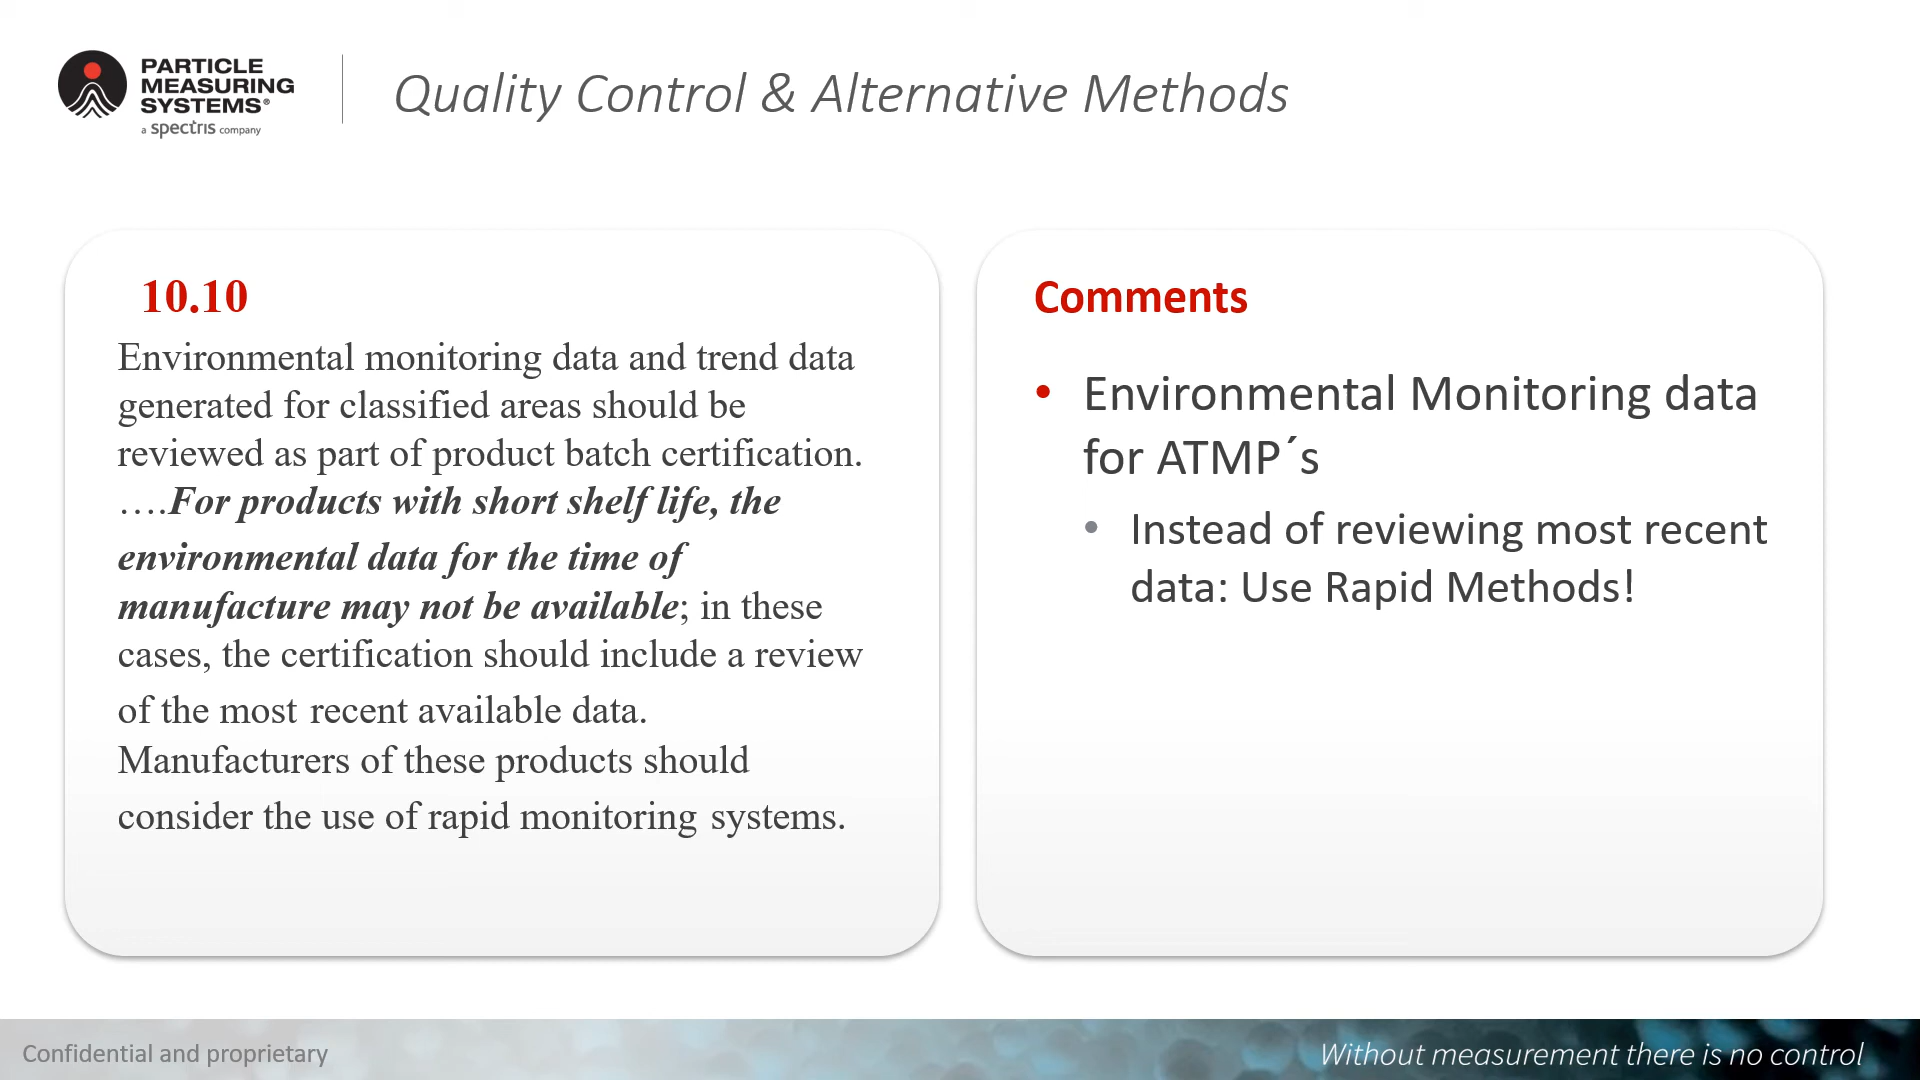 PARTICLE
MEASURING
SYSTEMS®
a spectris company
Quality Control & Alternative Methods
10.10
Environmental monitoring data and trend data
generated for classified areas should be
reviewed as part of product batch certification.
….For products with short shelf life, the
environmental data for the time of
manufacture may not be available; in these
cases, the certification should include a review
of the most recent available data.
Manufacturers of these products should
consider the use of rapid monitoring systems.
Comments
• Environmental Monitoring data
for ATMP´s
• Instead of reviewing most recent
data: Use Rapid Methods!
Confidential and proprietary
Without measurement there is no control